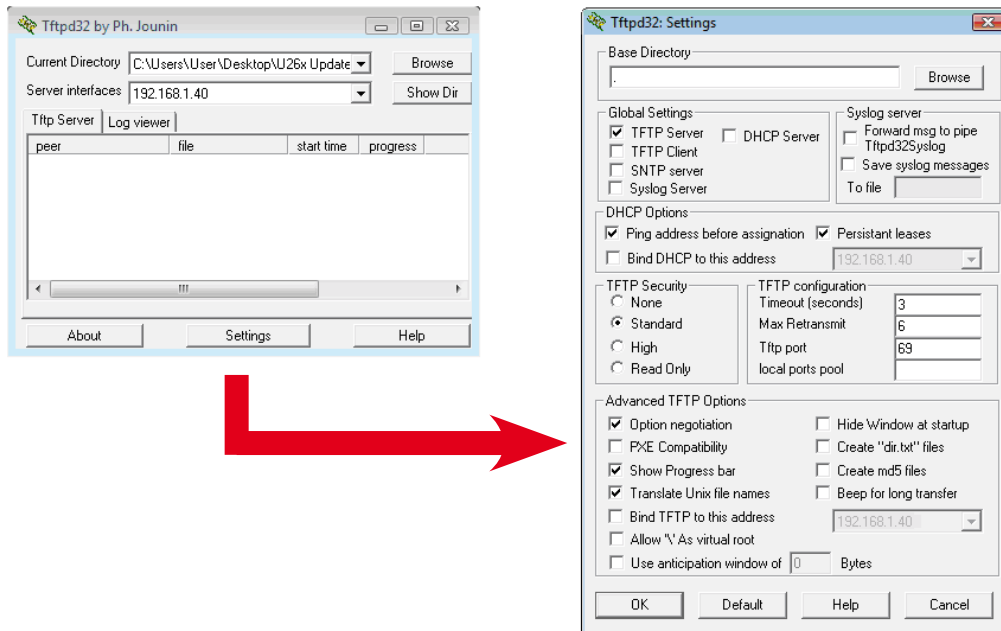 Tftpd32 by Ph. Jounin
Current Directory C:\Users\User\Desktop\U26x Update Browse
Server interfaces 192.168.1.40 Show Dir
Tftp Server Log viewer
peer file start time progress
About Settings Help
Tftpd32: Settings
Base Directory
. Browse
Global Settings
TFTP Server DHCP Server
TFTP Client
SNTP server
Syslog Server
Syslog server
Forward msg to pipe
Tftpd32Syslog
Save syslog messages
To file
DHCP Options
Ping address before assignation Persistant leases
Bind DHCP to this address 192.168.1.40
TFTP Security
None
Standard
High
Read Only
TFTP configuration
Timeout (seconds) 3
Max Retransmit 6
Tftp port 69
local ports pool
Advanced TFTP Options
Option negotiation Hide Window at startup
PXE Compatibility Create "dir.txt" files
Show Progress bar Create md5 files
Translate Unix file names Beep for long transfer
Bind TFTP to this address 192.168.1.40
Allow '\' As virtual root
Use anticipation window of 0 Bytes
OK Default Help Cancel